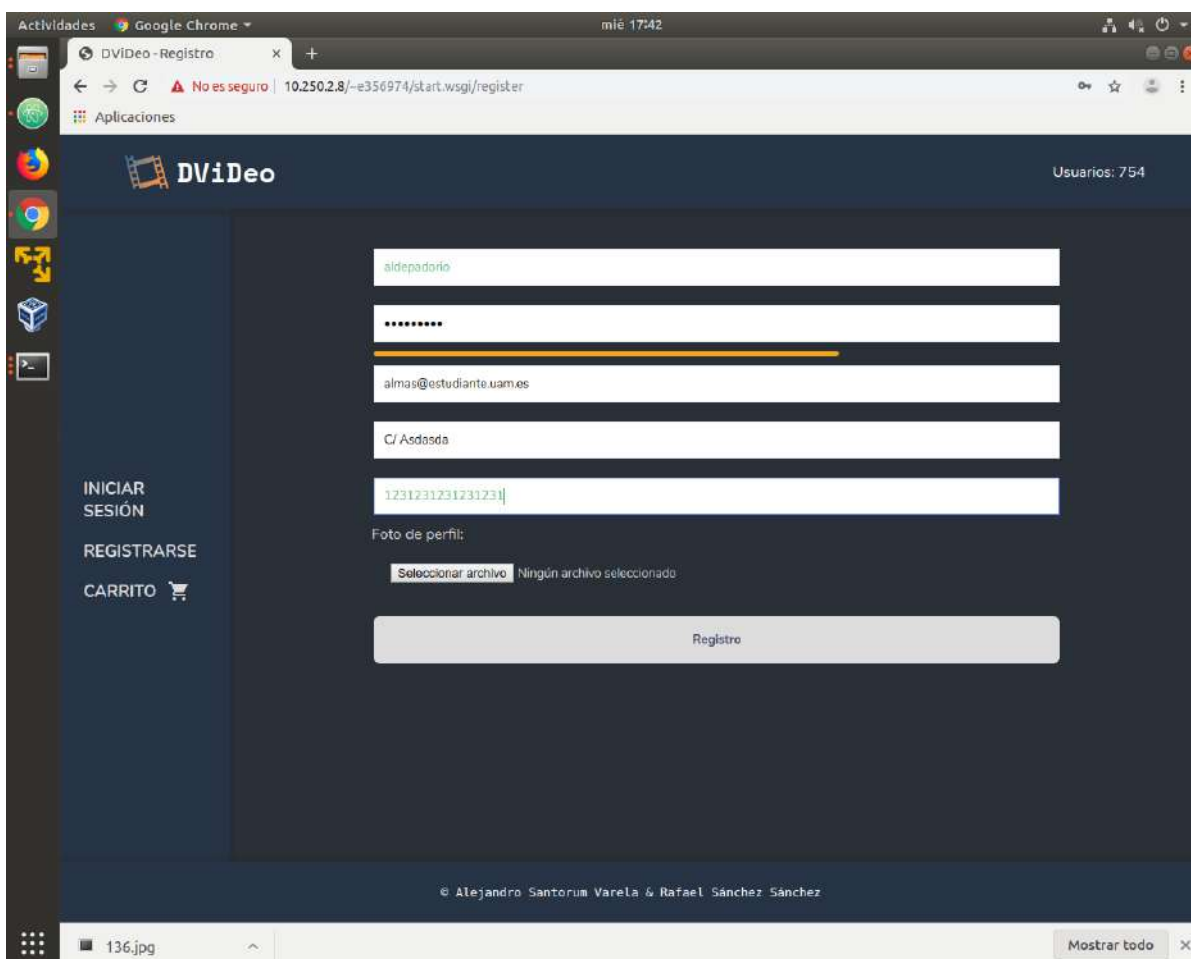 Actividades Google Chrome mié 17:42
DViDeo - Registro
No es seguro 10.250.2.8/~e356974/start.wsgi/register
Aplicaciones
DViDeo Usuarios: 754
aldepadorio
•••••••••
almas@estudiante.uam.es
C/ Asdasda
1231231231231231
INICIAR
SESIÓN
Foto de perfil:
REGISTRARSE
Seleccionar archivo Ningún archivo seleccionado
CARRITO
Registro
© Alejandro Santorum Varela & Rafael Sánchez Sánchez
136.jpg Mostrar todo